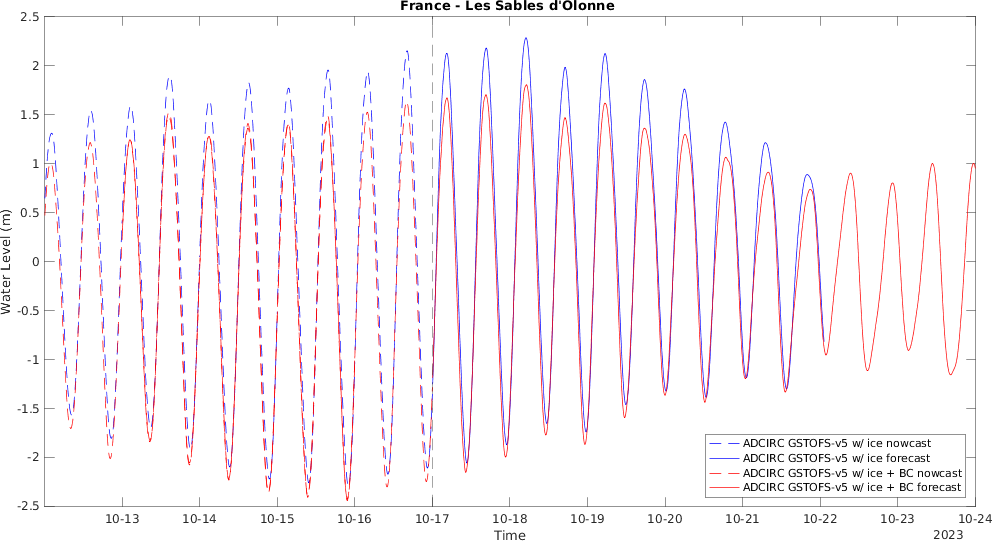 France - Les Sables d'Olonne
2.5
2
1.5
1
0.5
0
-0.5
-1
-1.5
-2
-2.5
Water Level (m)
10-13 10-14 10-15 10-16 10-17 10-18 10-19 10-20 10-21 10-22 10-23 10-24
Time
2023
ADCIRC GSTOFS-v5 w/ ice nowcast
ADCIRC GSTOFS-v5 w/ ice forecast
ADCIRC GSTOFS-v5 w/ ice + BC nowcast
ADCIRC GSTOFS-v5 w/ ice + BC forecast